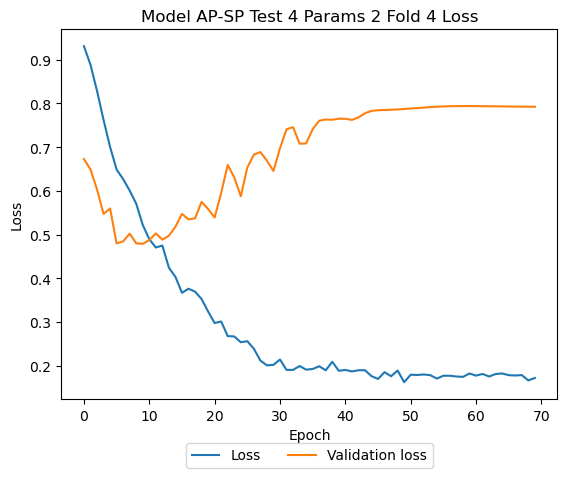 Model AP-SP Test 4 Params 2 Fold 4 Loss
0.9
0.8
0.7
0.6
0.5
0.4
0.3
0.2
Loss
0 10 20 30 40 50 60 70
Epoch
Loss Validation loss